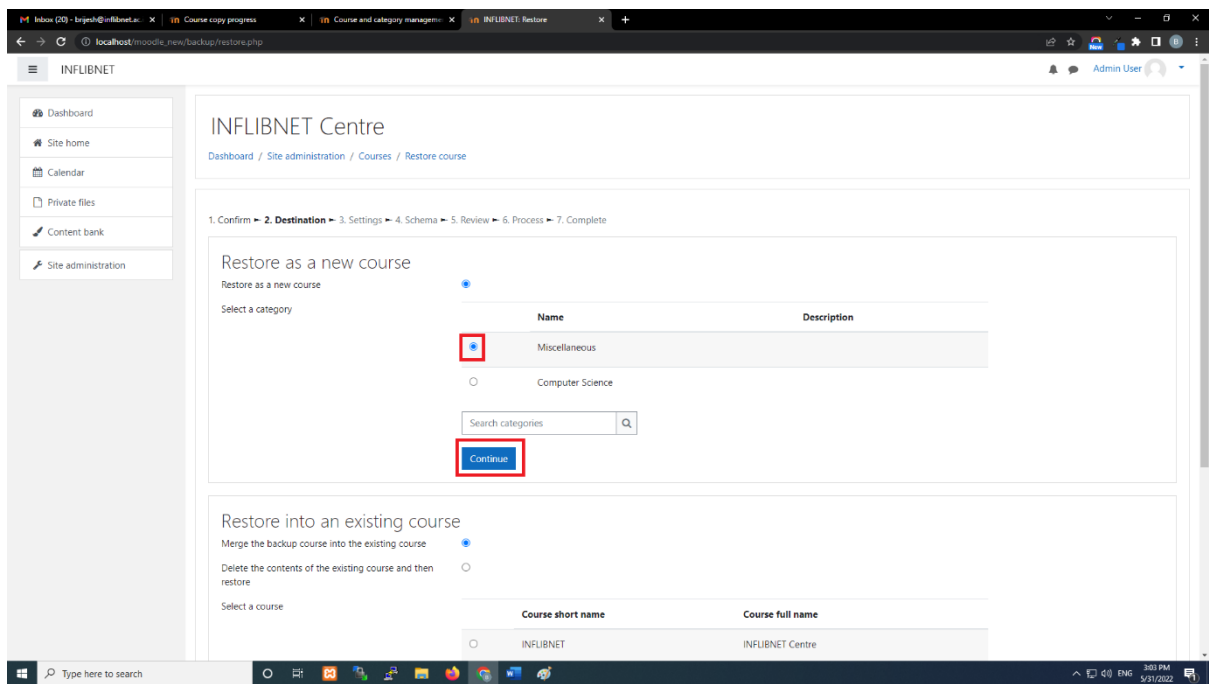 Inbox (20) - brijesh@inflibnet.ac. Course copy progress Course and category manageme INFLIBNET: Restore
localhost/moodle_new/backup/restore.php New B
INFLIBNET Admin User
Dashboard
Site home
Calendar
Private files
Content bank
Site administration
INFLIBNET Centre
Dashboard / Site administration / Courses / Restore course
1. Confirm ► 2. Destination ► 3. Settings ► 4. Schema ► 5. Review ► 6. Process ► 7. Complete
Restore as a new course
Restore as a new course
Select a category
Name Description
Miscellaneous
Computer Science
Search categories
Continue
Restore into an existing course
Merge the backup course into the existing course
Delete the contents of the existing course and then
restore
Select a course
Course short name Course full name
INFLIBNET INFLIBNET Centre
Type here to search ENG 3:03 PM
5/31/2022